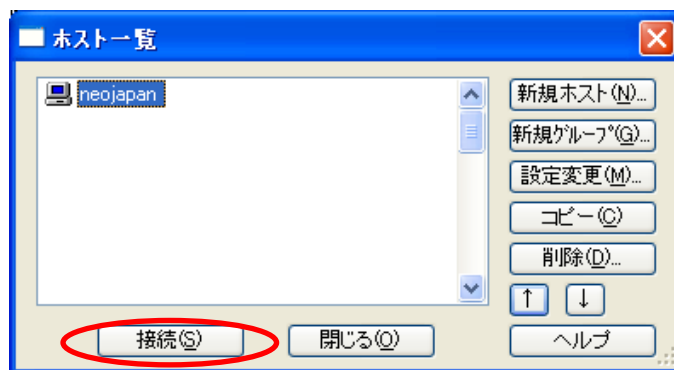 ホスト一覧
neojapan
新規ホスト(N)...
新規ｸﾞﾙｰﾌﾟ(G)...
設定変更(M)...
コピー(C)
削除(D)...
↑ ↓
接続(S) 閉じる(O) ヘルプ